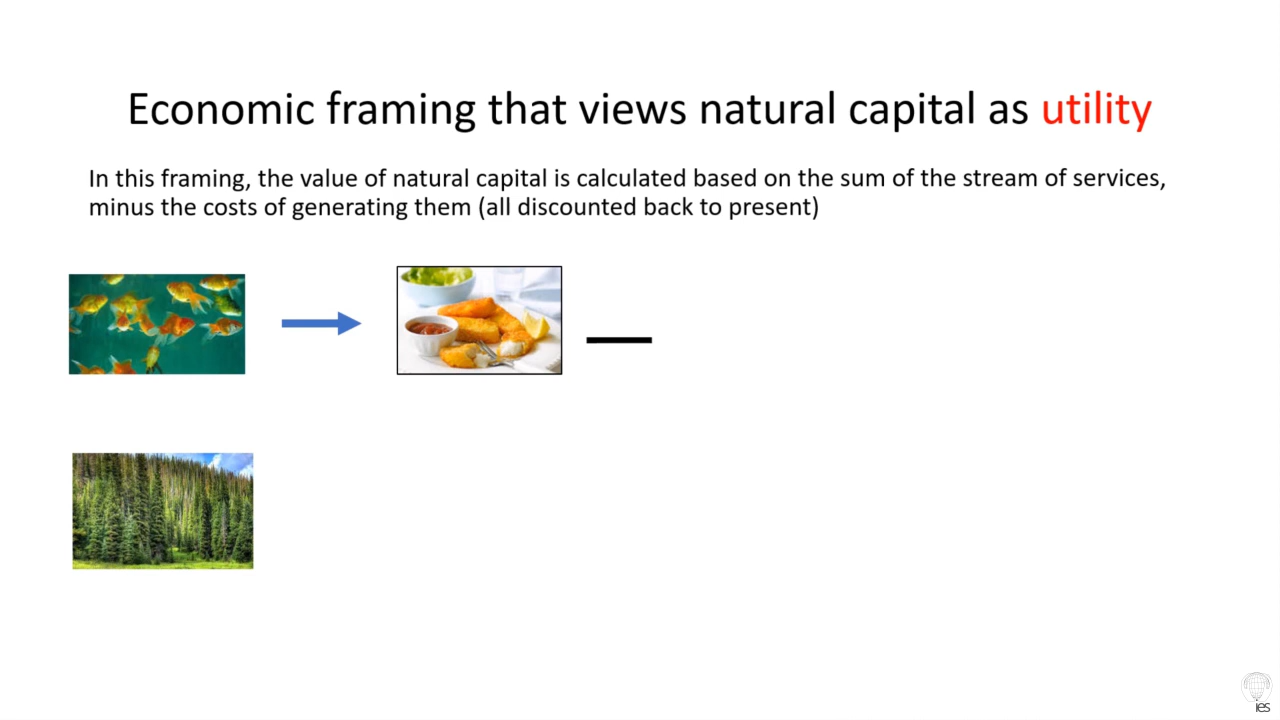 Economic framing that views natural capital as utility
In this framing, the value of natural capital is calculated based on the sum of the stream of services,
minus the costs of generating them (all discounted back to present)
ies